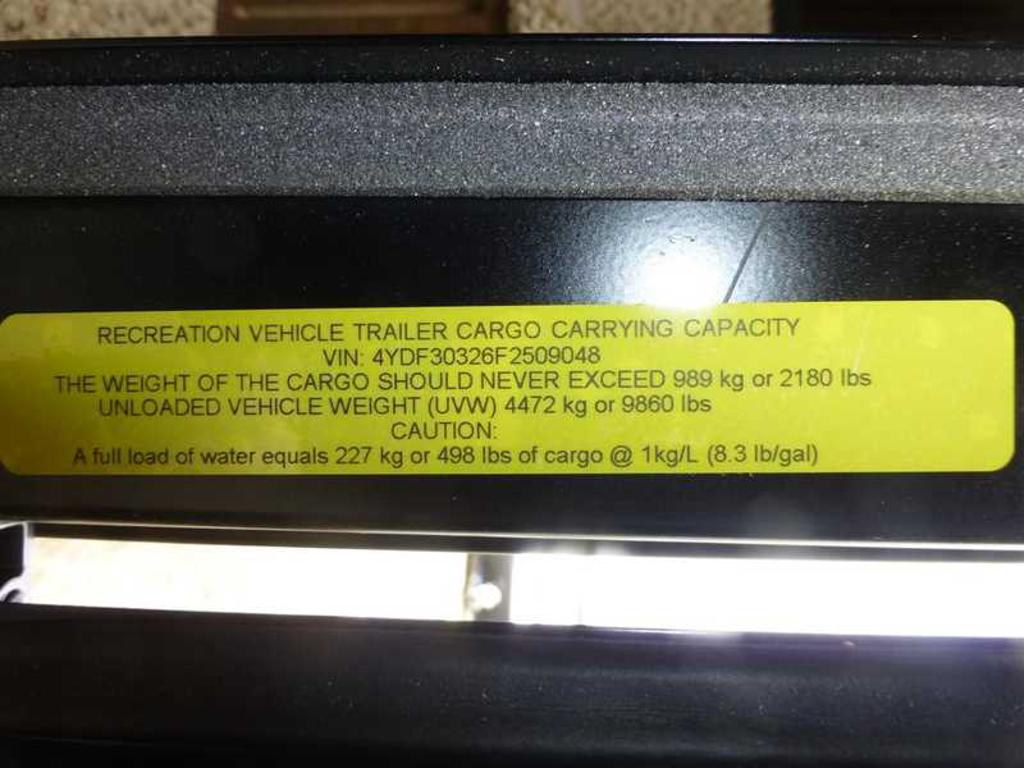 RECREATION VEHICLE TRAILER CARGO CARRYING CAPACITY
VIN: 4YDF30326F2509048
THE WEIGHT OF THE CARGO SHOULD NEVER EXCEED 989 kg or 2180 lbs
UNLOADED VEHICLE WEIGHT (UVW) 4472 kg or 9860 lbs
CAUTION:
A full load of water equals 227 kg or 498 lbs of cargo @ 1kg/L (8.3 lb/gal)